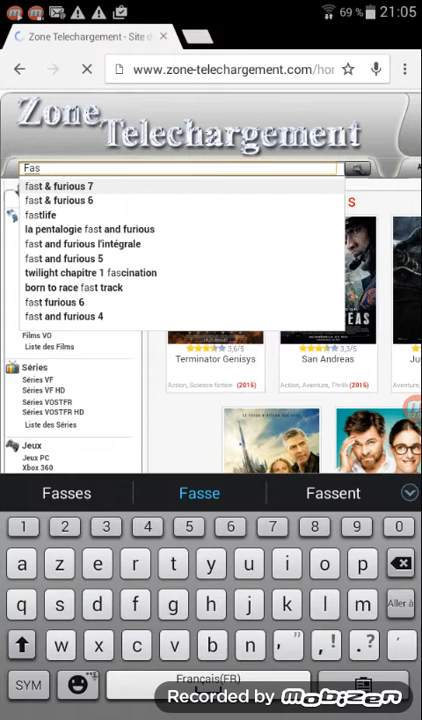 69 % 21:05
Zone Telechargement - Site d
www.zone-telechargement.com/hor
Zone Telechargement
Fas
fast & furious 7
fast & furious 6
fastlife
la pentalogie fast and furious
fast and furious l'intégrale
fast and furious 5
twilight chapitre 1 fascination
born to race fast track
fast furious 6
fast and furious 4
S
Films VO
Liste des Films
Séries
Séries VF
Séries VF HD
Séries VOSTFR
Séries VOSTFR HD
Liste des Séries
Jeux
Jeux PC
Xbox 360
3,6/5
3,3/5
Terminator Genisys
San Andreas
Ju
Action, Science fiction (2015)
Action, Aventure, Thrill (2015)
Aventure,
Fasses
Fasse
Fassent
1 2 3 4 5 6 7 8 9 0
a z e r t y u i o p
q s d f g h j k l m Aller à
w x c v b n ' " , ! . ? '
SYM
Français(FR)
Recorded by mobizen